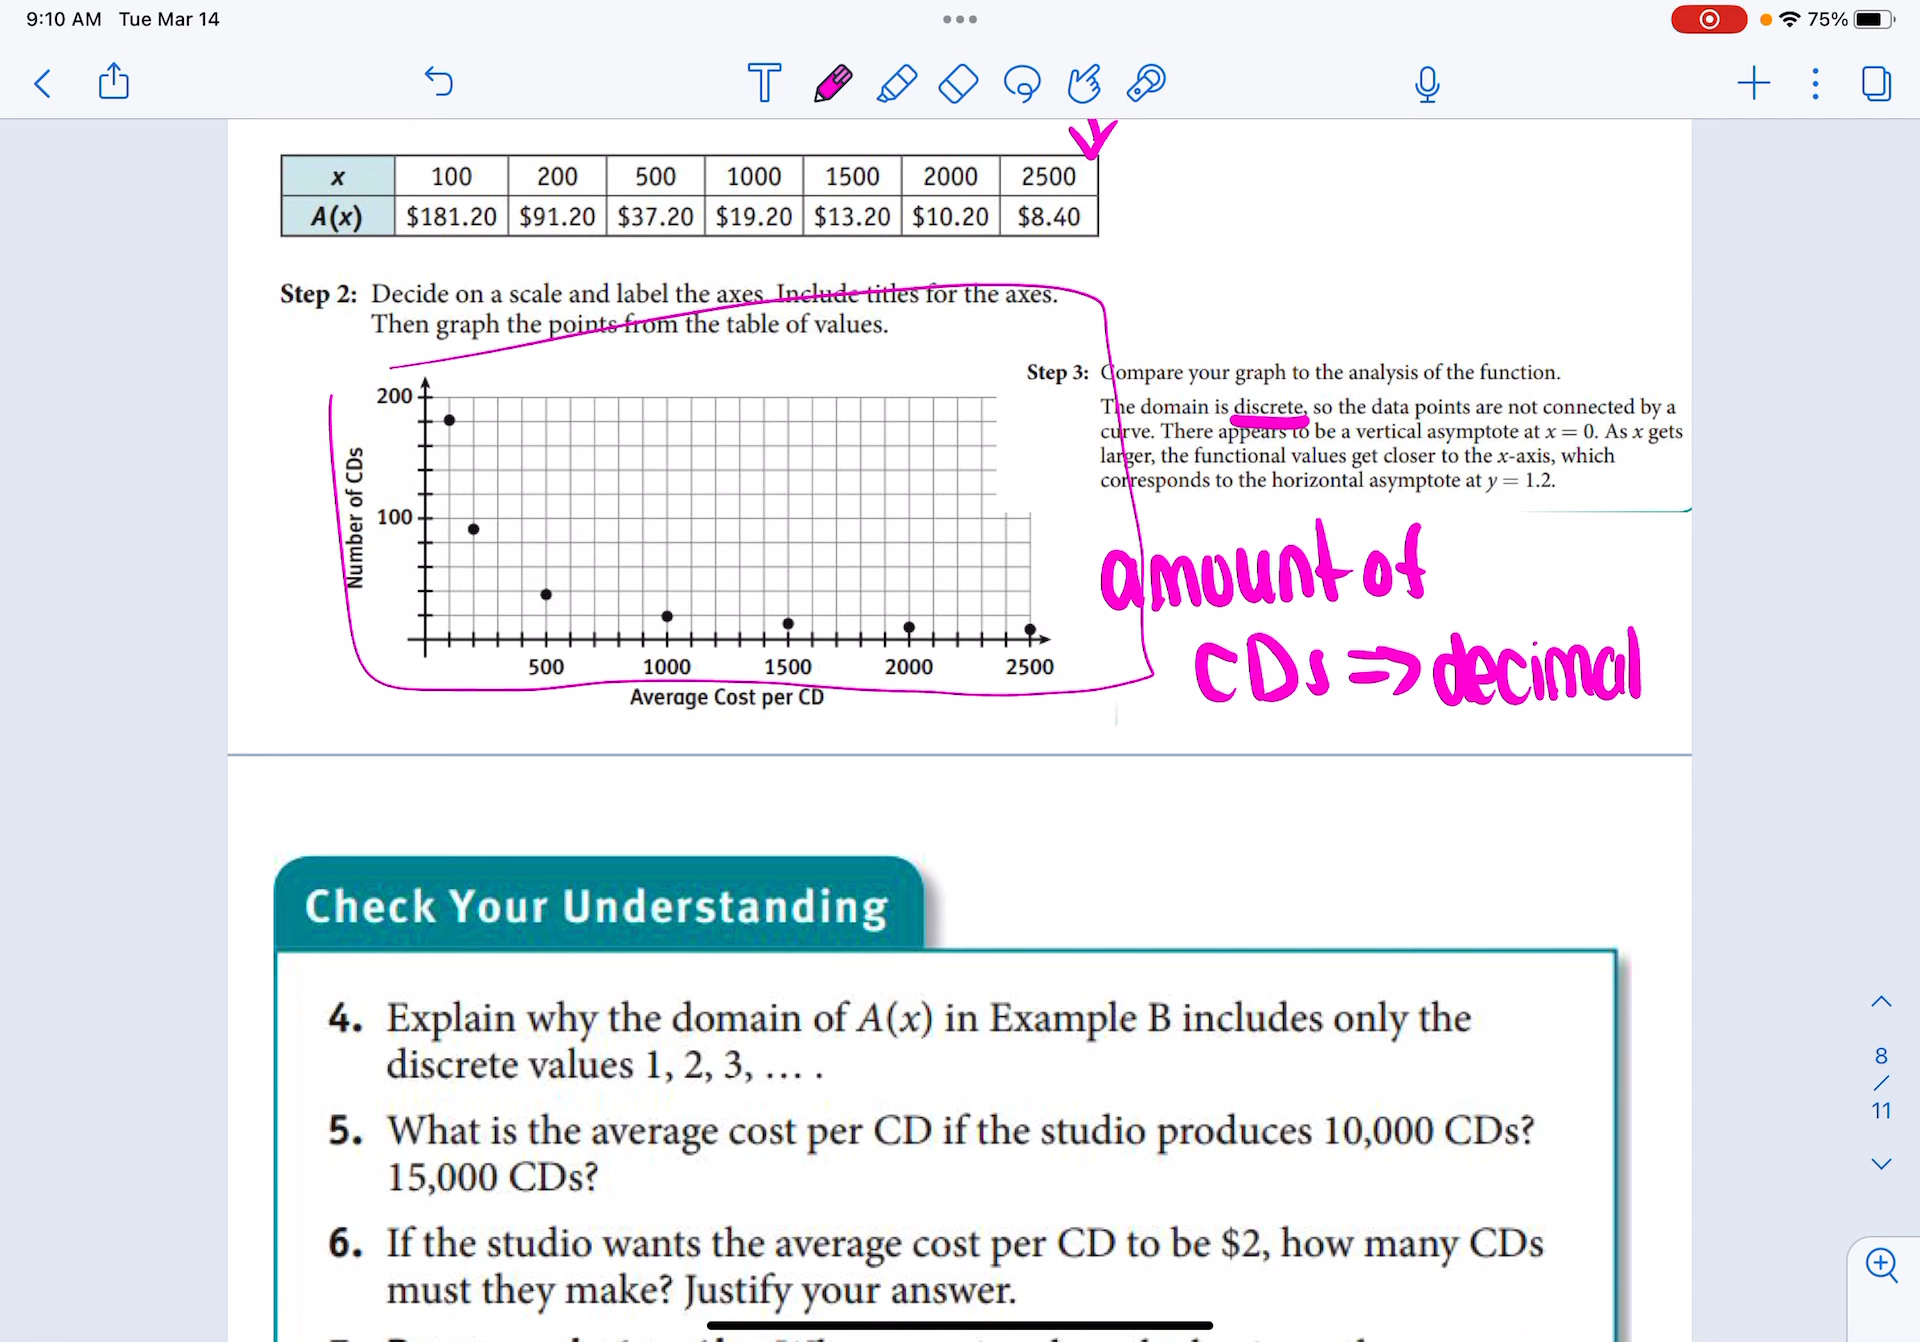 9:10 AM Tue Mar 14
75%
x 100 200 500 1000 1500 2000 2500
A(x) $181.20 $91.20 $37.20 $19.20 $13.20 $10.20 $8.40
Step 2: Decide on a scale and label the axes. Include titles for the axes.
Then graph the points from the table of values.
200
100
Number of CDs
500 1000 1500 2000 2500
Average Cost per CD
Step 3: Compare your graph to the analysis of the function.
The domain is discrete, so the data points are not connected by a
curve. There appears to be a vertical asymptote at x = 0. As x gets
larger, the functional values get closer to the x-axis, which
corresponds to the horizontal asymptote at y = 1.2.
amount of
CDs => decimal
Check Your Understanding
4. Explain why the domain of A(x) in Example B includes only the
discrete values 1, 2, 3, ... .
5. What is the average cost per CD if the studio produces 10,000 CDs?
15,000 CDs?
6. If the studio wants the average cost per CD to be $2, how many CDs
must they make? Justify your answer.
8
/
11